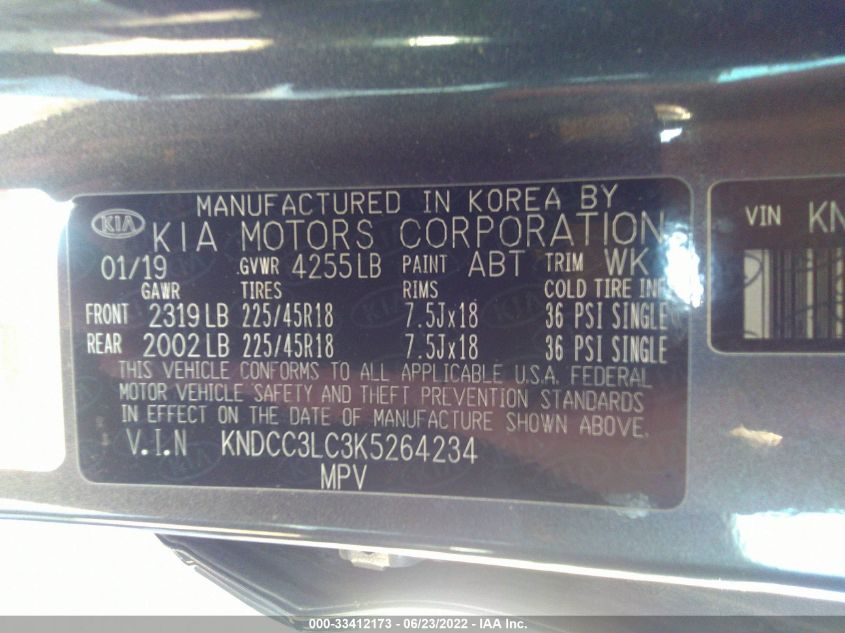 MANUFACTURED IN KOREA BY
KIA KIA MOTORS CORPORATION
01/19 GVWR 4255LB PAINT ABT TRIM WK
GAWR TIRES RIMS COLD TIRE INF
FRONT 2319LB 225/45R18 7.5Jx18 36 PSI SINGLE
REAR 2002LB 225/45R18 7.5Jx18 36 PSI SINGLE
THIS VEHICLE CONFORMS TO ALL APPLICABLE U.S.A. FEDERAL
MOTOR VEHICLE SAFETY AND THEFT PREVENTION STANDARDS
IN EFFECT ON THE DATE OF MANUFACTURE SHOWN ABOVE.
V.I.N KNDCC3LC3K5264234
MPV
VIN KN
000-33412173 - 06/23/2022 - IAA Inc.